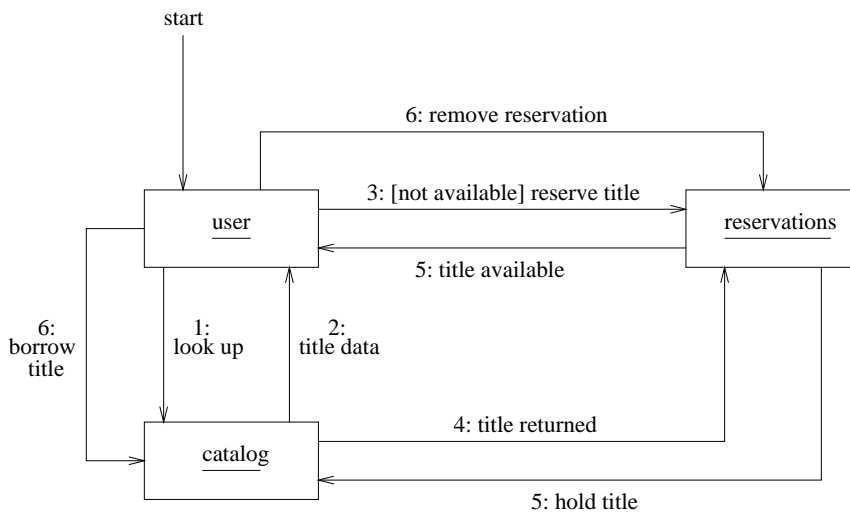 start
6: remove reservation
3: [not available] reserve title
user
reservations
5: title available
6:
borrow
title
1:
look up
2:
title data
4: title returned
catalog
5: hold title